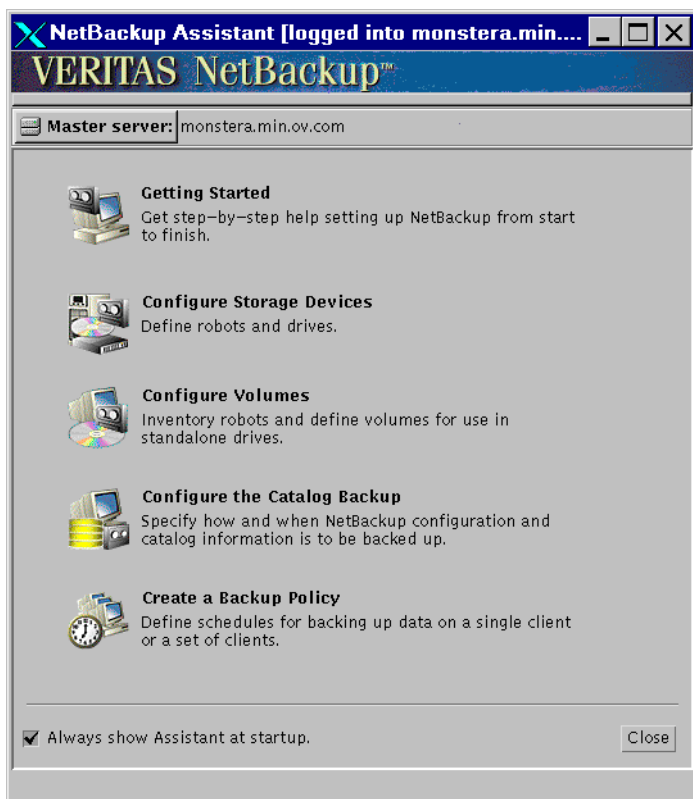 NetBackup Assistant [logged into monstera.min....
VERITAS NetBackup™
Master server: monstera.min.ov.com
Getting Started
Get step-by-step help setting up NetBackup from start
to finish.
Configure Storage Devices
Define robots and drives.
Configure Volumes
Inventory robots and define volumes for use in
standalone drives.
Configure the Catalog Backup
Specify how and when NetBackup configuration and
catalog information is to be backed up.
Create a Backup Policy
Define schedules for backing up data on a single client
or a set of clients.
Always show Assistant at startup.
Close